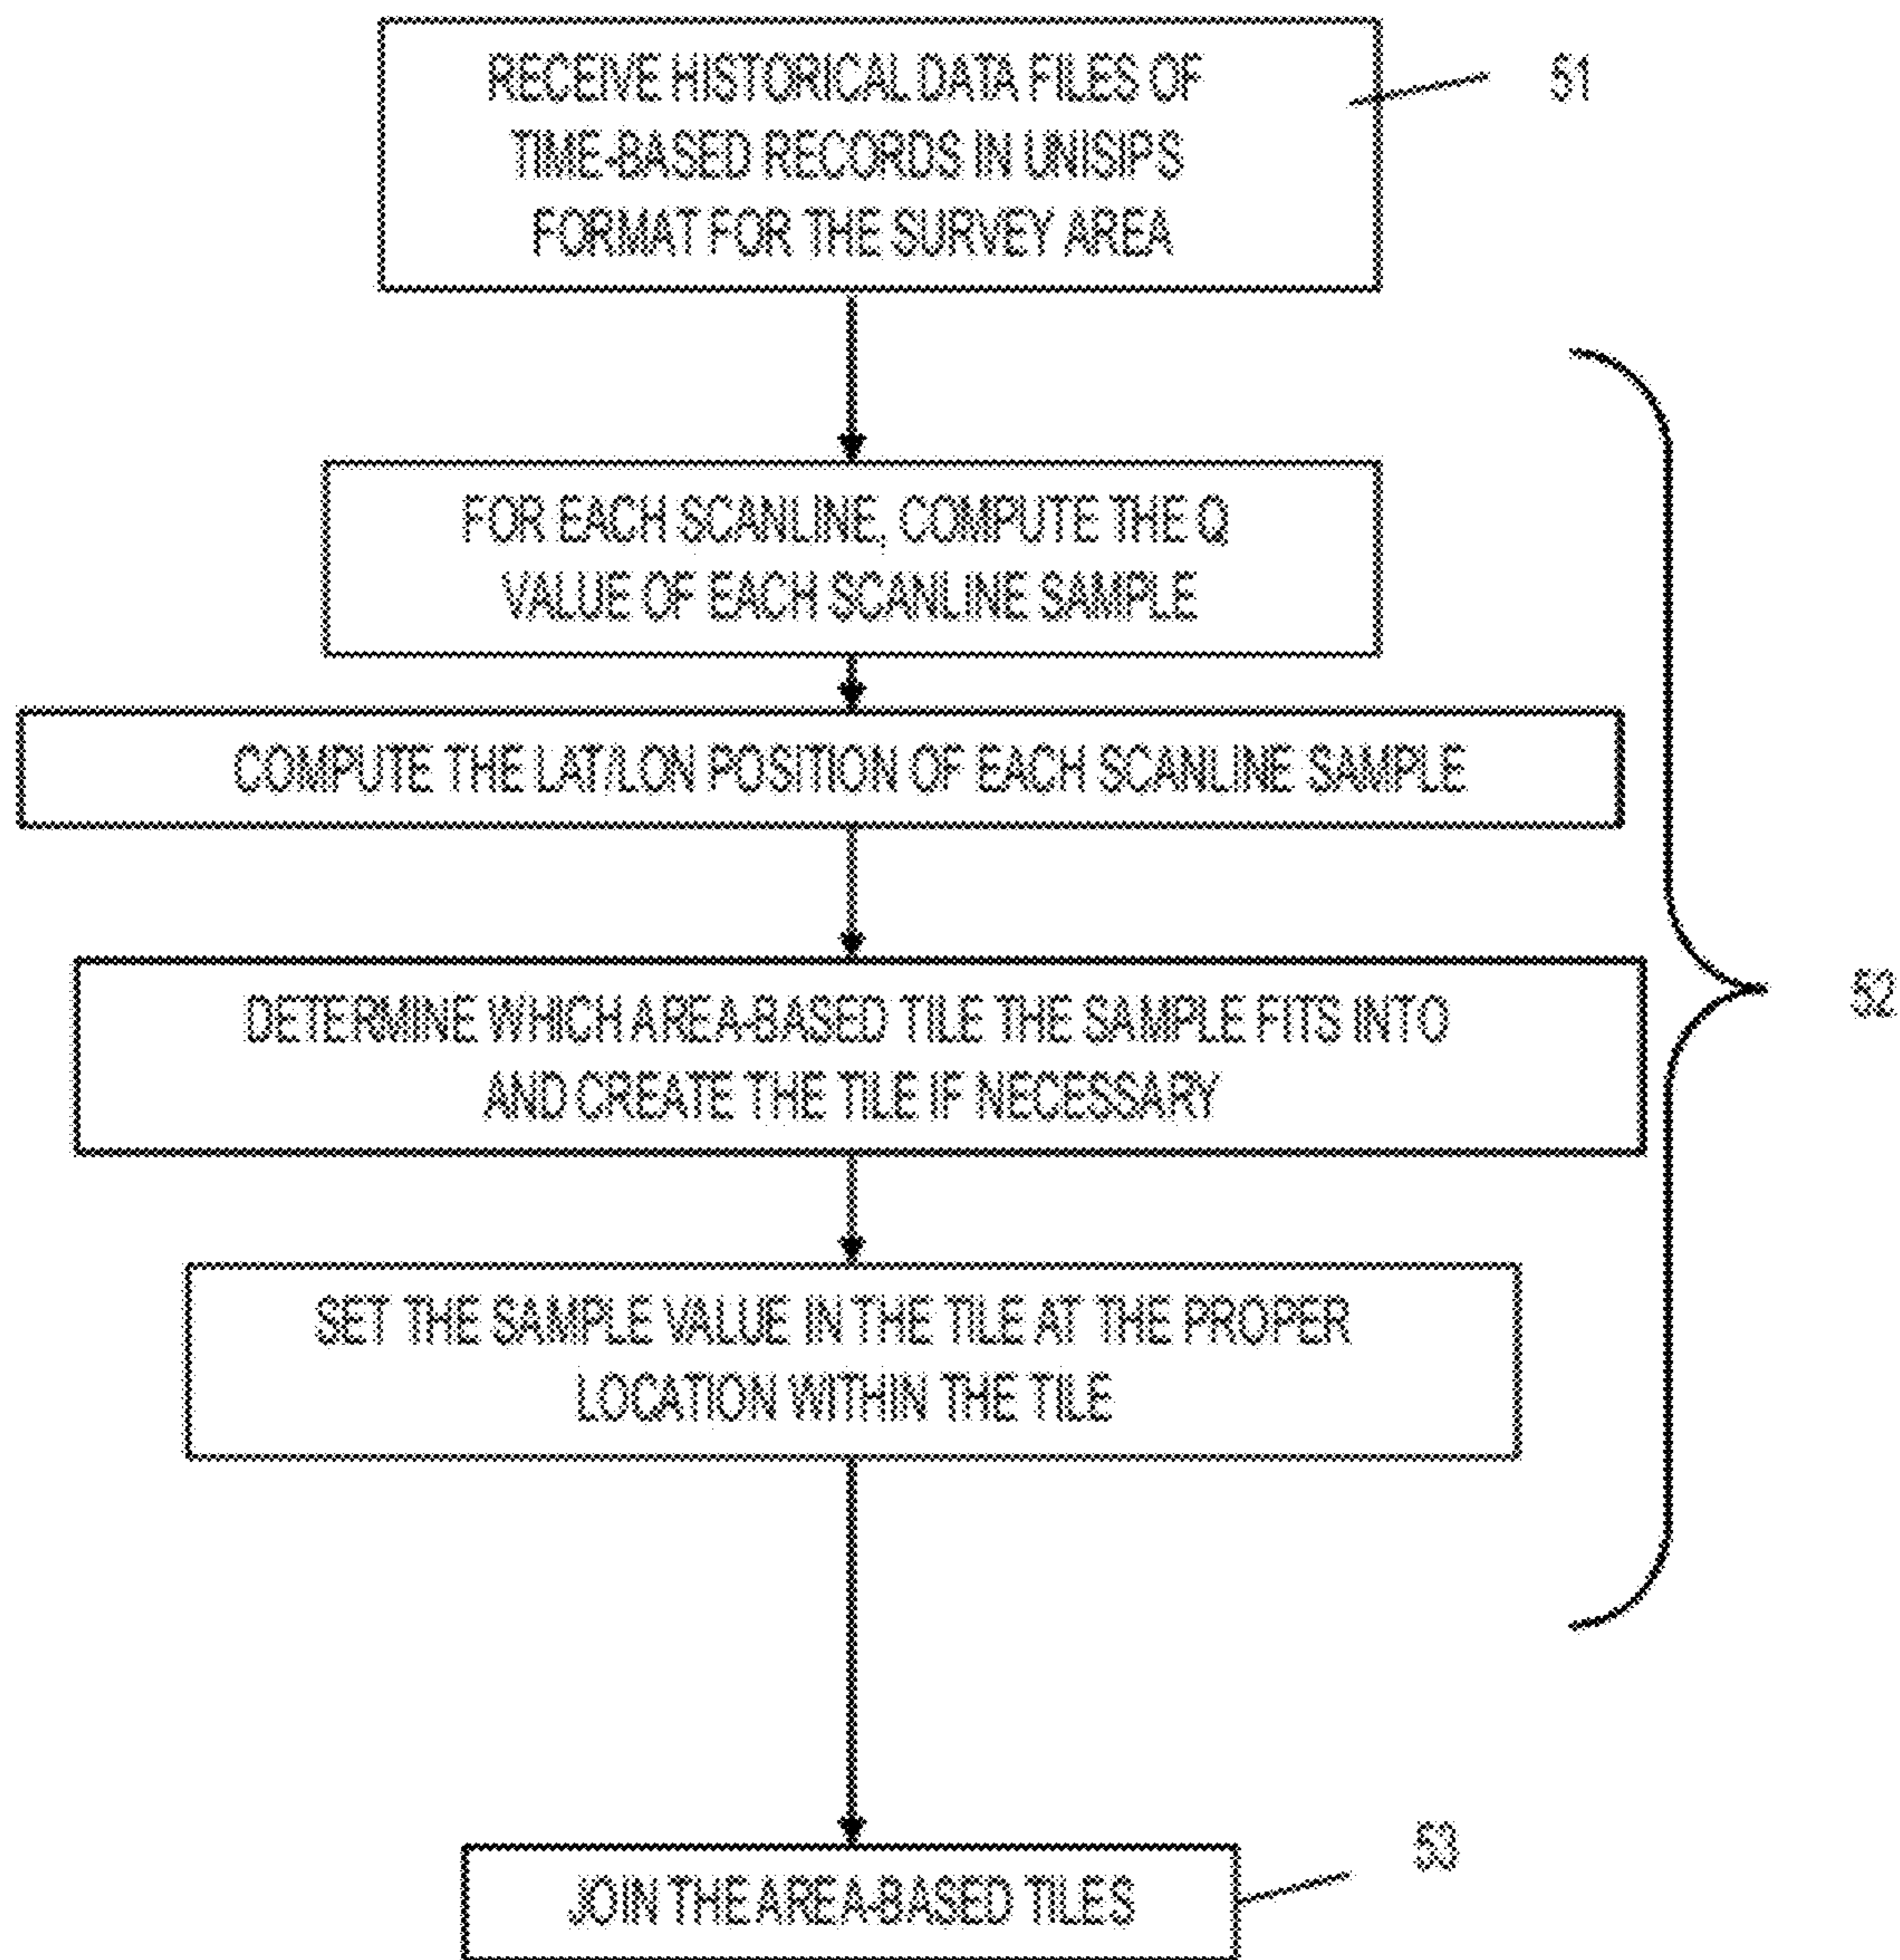 RECEIVE HISTORICAL DATA FILES OF
TIME-BASED RECORDS IN UNISIPS
FORMAT FOR THE SURVEY AREA
51
FOR EACH SCANLINE, COMPUTE THE Q
VALUE OF EACH SCANLINE SAMPLE
COMPUTE THE LAT/LON POSITION OF EACH SCANLINE SAMPLE
DETERMINE WHICH AREA-BASED TILE THE SAMPLE FITS INTO
AND CREATE THE TILE IF NECESSARY
52
SET THE SAMPLE VALUE IN THE TILE AT THE PROPER
LOCATION WITHIN THE TILE
53
JOIN THE AREA-BASED TILES